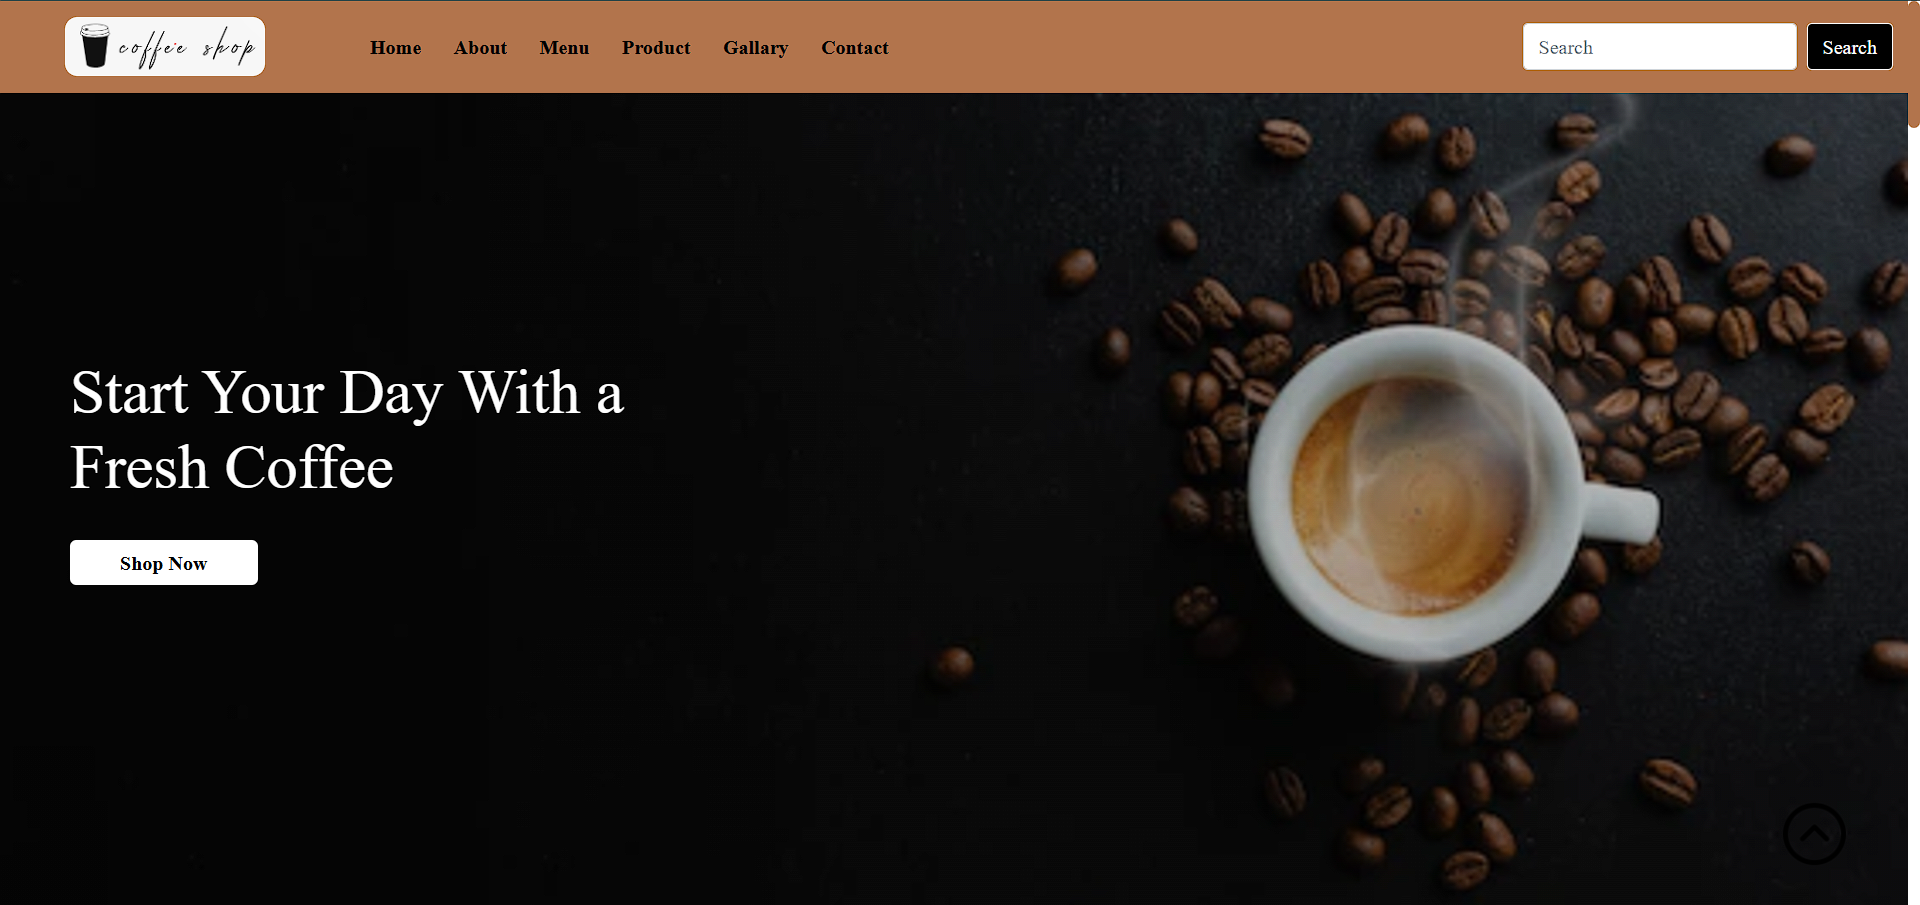 coffee shop
Home About Menu Product Gallary Contact
Search
Search
Start Your Day With a
Fresh Coffee
Shop Now